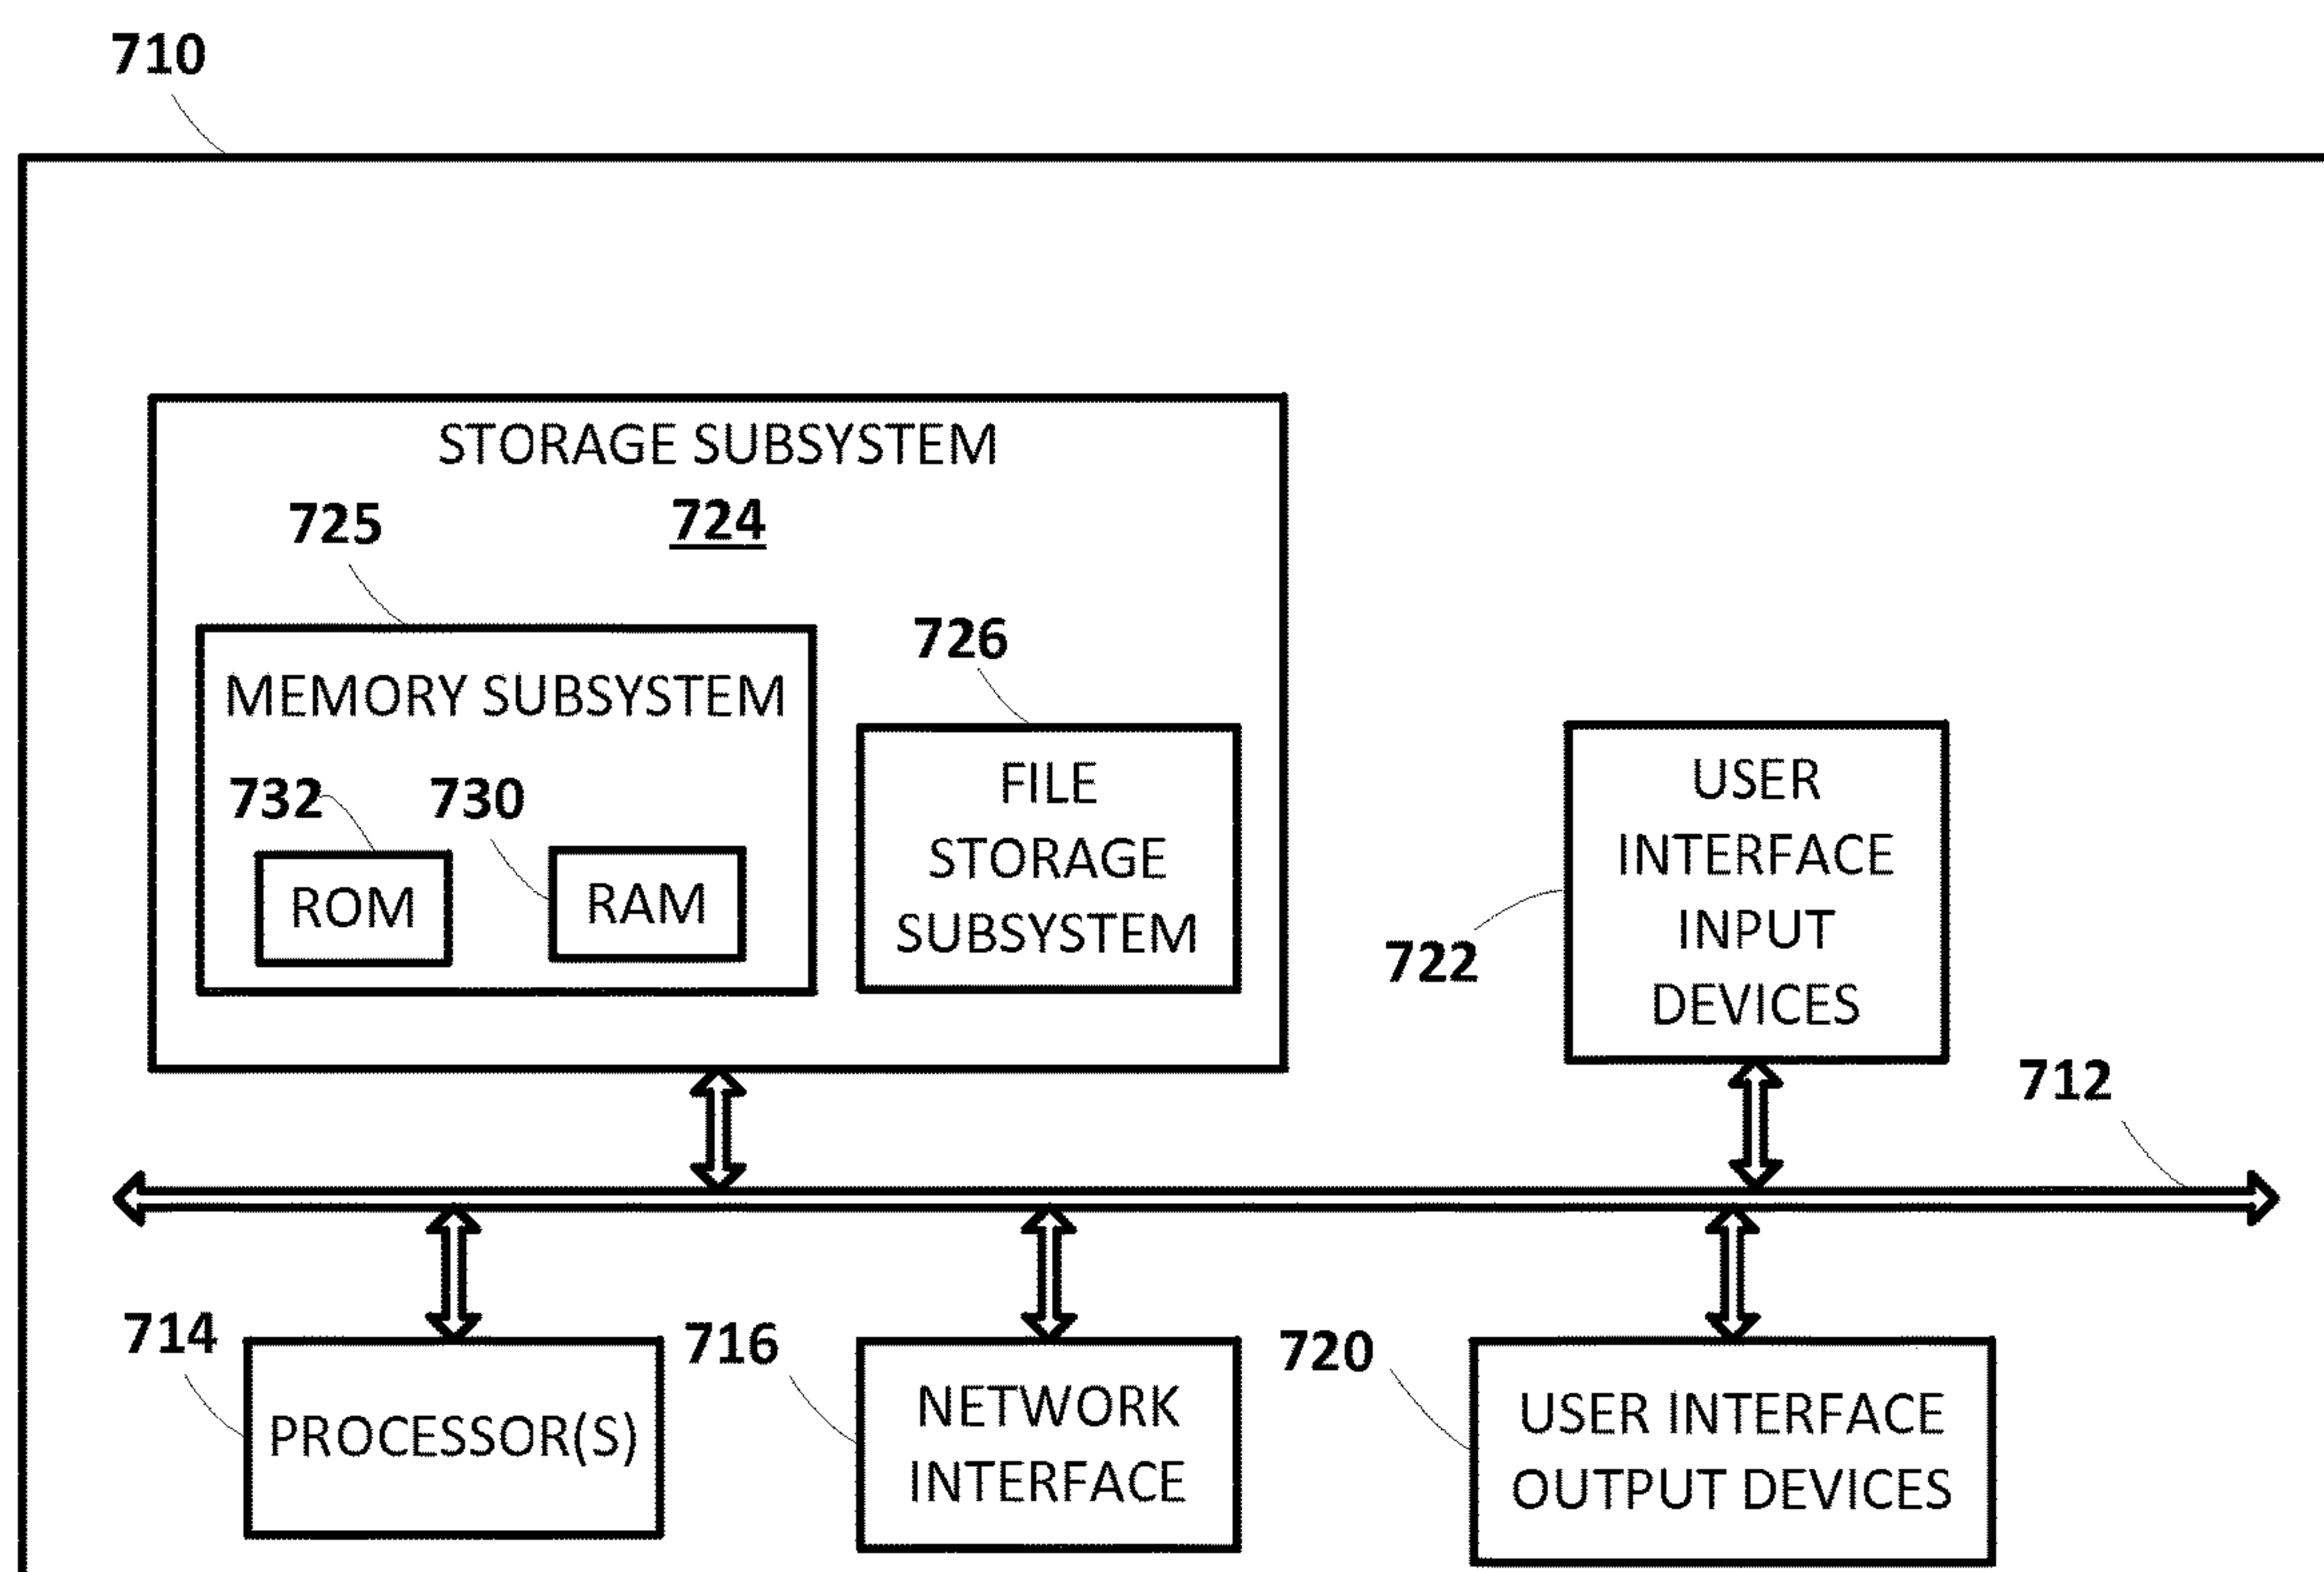 710
STORAGE SUBSYSTEM
724
725
MEMORY SUBSYSTEM
732
730
ROM
RAM
726
FILE
STORAGE
SUBSYSTEM
USER
INTERFACE
INPUT
DEVICES
722
712
714
PROCESSOR(S)
716
NETWORK
INTERFACE
720
USER INTERFACE
OUTPUT DEVICES